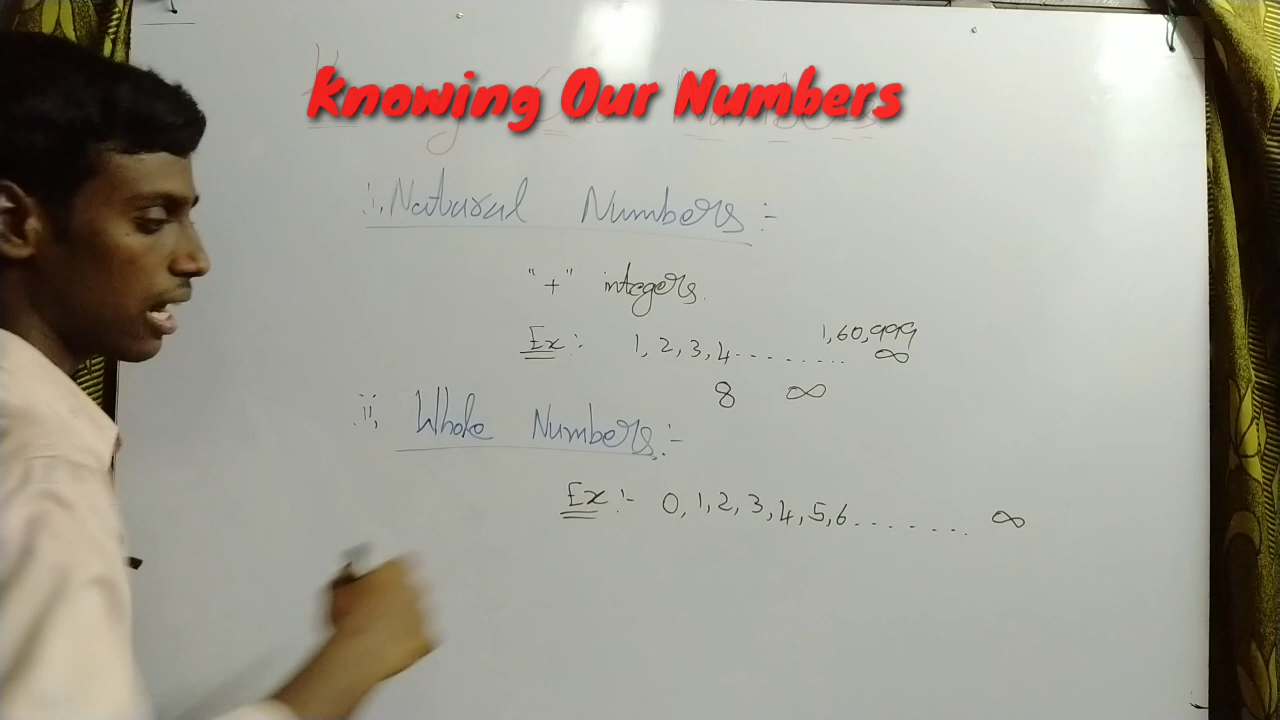 Knowing Our Numbers
i, Natural Numbers :-
"+" integers.
Ex :- 1, 2, 3, 4 ......... 1,60,999 ∞
8 ∞
ii, Whole Numbers :-
Ex :- 0, 1, 2, 3, 4, 5, 6 ....... ∞